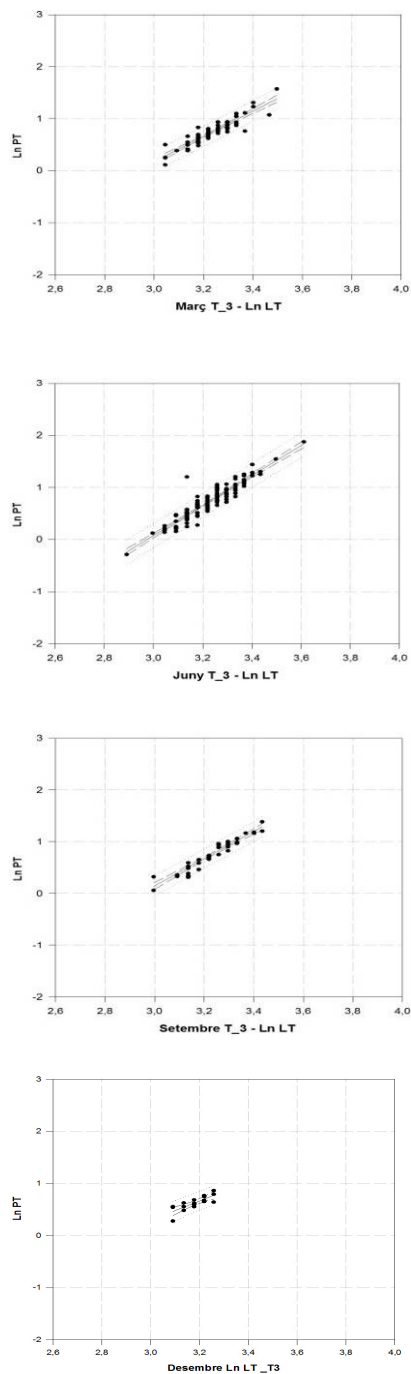 3
2
1
Ln PT
0
-1
-2
2,6 2,8 3,0 3,2 3,4 3,6 3,8 4,0
Març T_3 - Ln LT
3
2
1
Ln PT
0
-1
-2
2,6 2,8 3,0 3,2 3,4 3,6 3,8 4,0
Juny T_3 - Ln LT
3
2
1
Ln PT
0
-1
-2
2,6 2,8 3,0 3,2 3,4 3,6 3,8 4,0
Setembre T_3 - Ln LT
3
2
1
Ln PT
0
-1
-2
2,6 2,8 3,0 3,2 3,4 3,6 3,8 4,0
Desembre Ln LT _T3